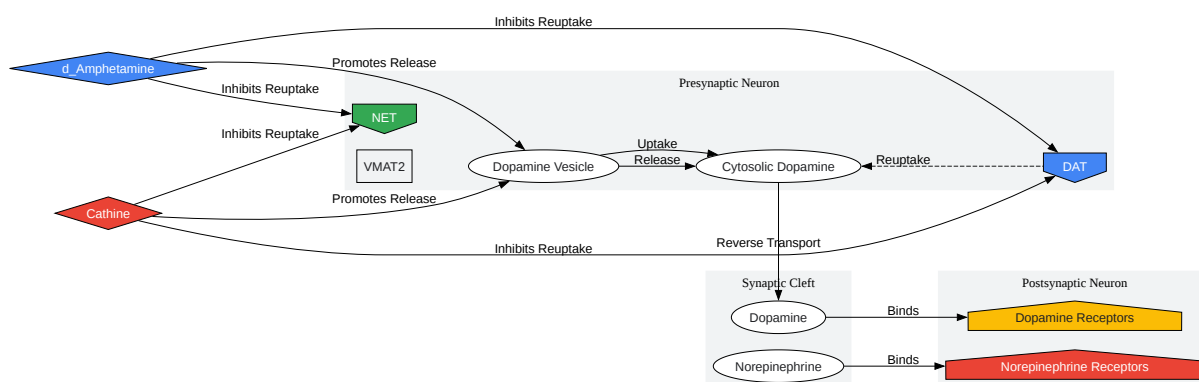 Inhibits Reuptake
d_Amphetamine
Promotes Release
Presynaptic Neuron
Inhibits Reuptake
NET
Inhibits Reuptake
VMAT2
Dopamine Vesicle
Uptake
Release
Cytosolic Dopamine
Reuptake
DAT
Promotes Release
Cathine
Inhibits Reuptake
Reverse Transport
Synaptic Cleft
Postsynaptic Neuron
Dopamine
Binds
Dopamine Receptors
Norepinephrine
Binds
Norepinephrine Receptors